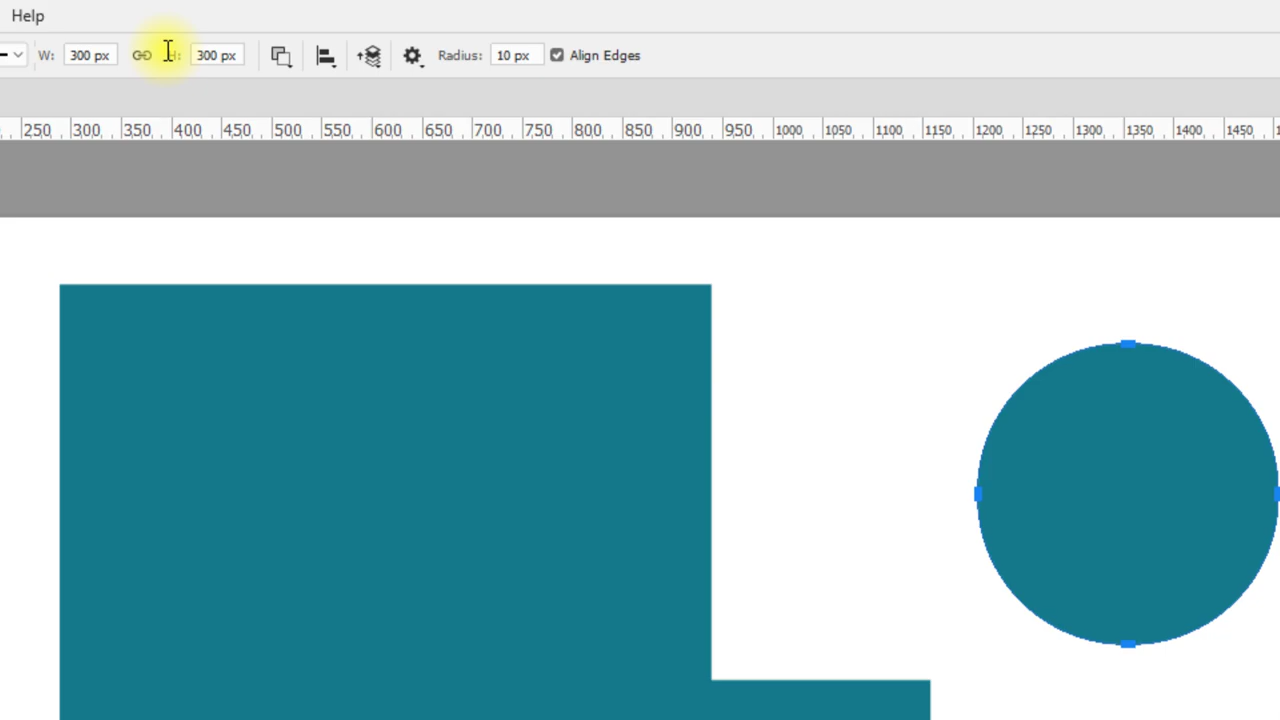 Help
W: 300 px H: 300 px Radius: 10 px Align Edges
250 300 350 400 450 500 550 600 650 700 750 800 850 900 950 1000 1050 1100 1150 1200 1250 1300 1350 1400 1450